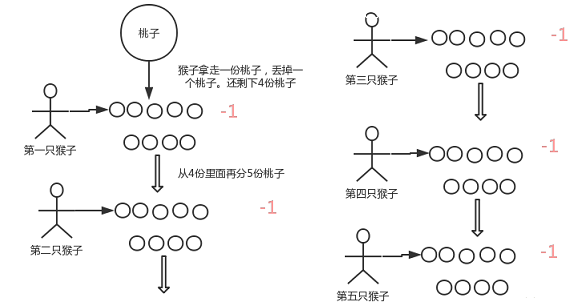 桃子
猴子拿走一份桃子，丢掉一
个桃子。还剩下4份桃子
-1
第一只猴子
从4份里面再分5份桃子
-1
第二只猴子
-1
第三只猴子
-1
第四只猴子
-1
第五只猴子